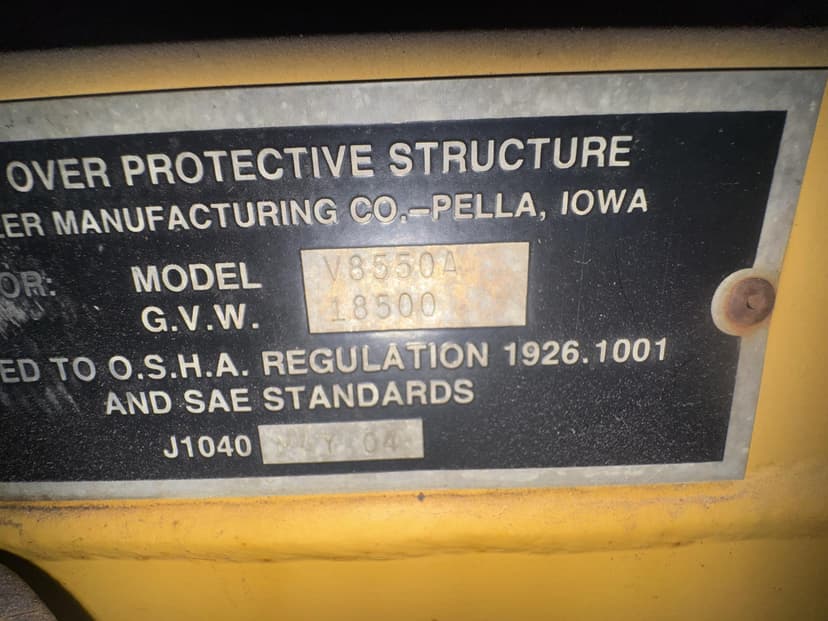 OVER PROTECTIVE STRUCTURE
ER MANUFACTURING CO.-PELLA, IOWA
OR: MODEL V8550A
G.V.W. 18500
ED TO O.S.H.A. REGULATION 1926.1001
AND SAE STANDARDS
J1040 04